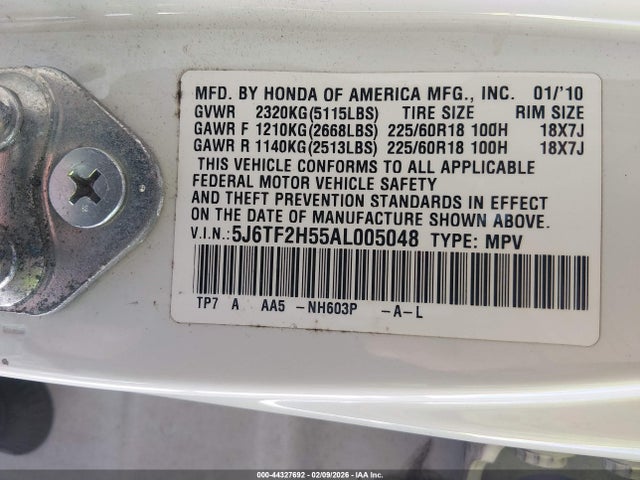 MFD. BY HONDA OF AMERICA MFG., INC. 01/'10
GVWR 2320KG(5115LBS) TIRE SIZE RIM SIZE
GAWR F 1210KG(2668LBS) 225/60R18 100H 18X7J
GAWR R 1140KG(2513LBS) 225/60R18 100H 18X7J
THIS VEHICLE CONFORMS TO ALL APPLICABLE
FEDERAL MOTOR VEHICLE SAFETY
AND THEFT PREVENTION STANDARDS IN EFFECT
ON THE DATE OF MANUFACTURE SHOWN ABOVE.
V.I.N.:5J6TF2H55AL005048 TYPE: MPV
TP7 A AA5 -NH603P -A-L
000-44327692 - 02/09/2026 - IAA, Inc.